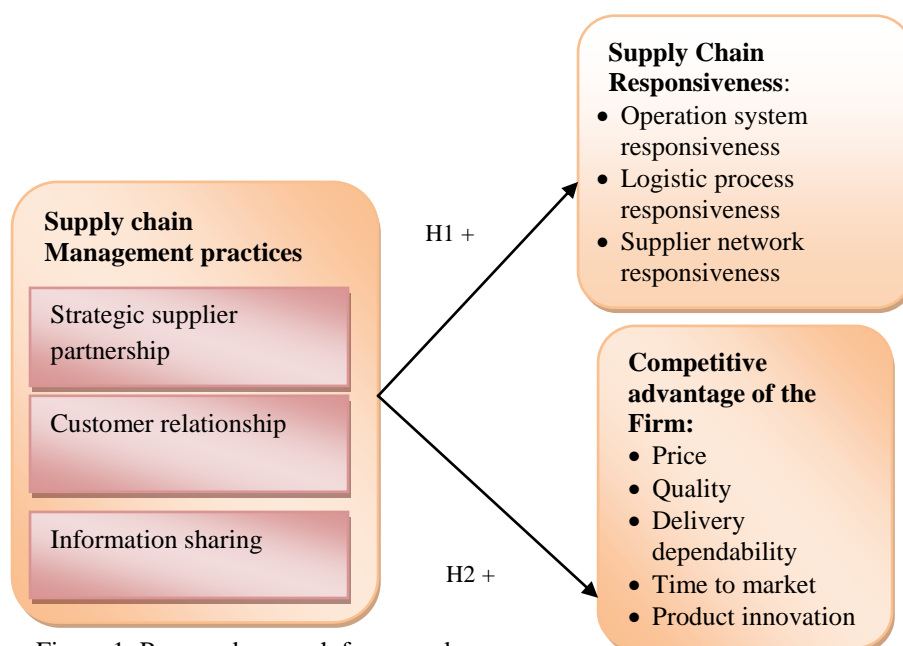 Supply chain
Management practices
Strategic supplier
partnership
Customer relationship
Information sharing
H1 +
H2 +
Supply Chain
Responsiveness:
• Operation system
responsiveness
• Logistic process
responsiveness
• Supplier network
responsiveness
Competitive
advantage of the
Firm:
• Price
• Quality
• Delivery
dependability
• Time to market
• Product innovation
Figure 1